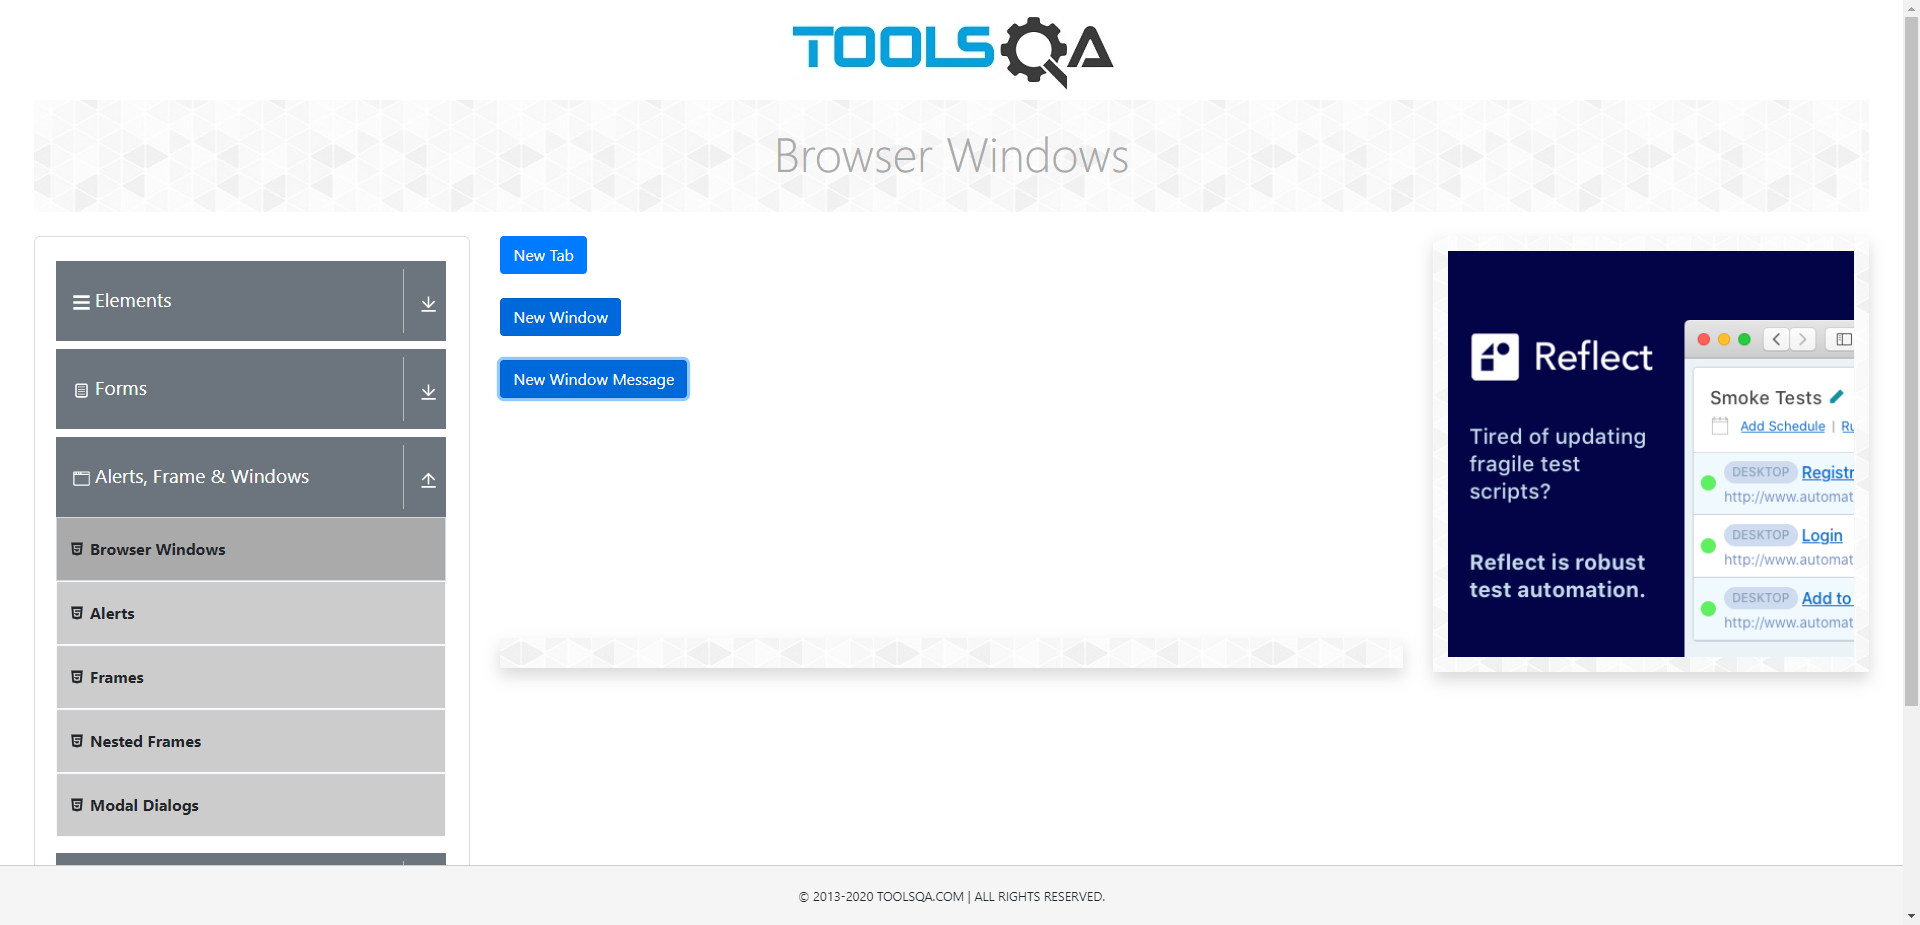 TOOLSQA
Browser Windows
Elements
Forms
Alerts, Frame & Windows
Browser Windows
Alerts
Frames
Nested Frames
Modal Dialogs
New Tab
New Window
New Window Message
Reflect
Tired of updating
fragile test
scripts?
Reflect is robust
test automation.
Smoke Tests
Add Schedule | Ru
DESKTOP Registr
http://www.automat
DESKTOP Login
http://www.automat
DESKTOP Add to
http://www.automat
© 2013-2020 TOOLSQA.COM | ALL RIGHTS RESERVED.